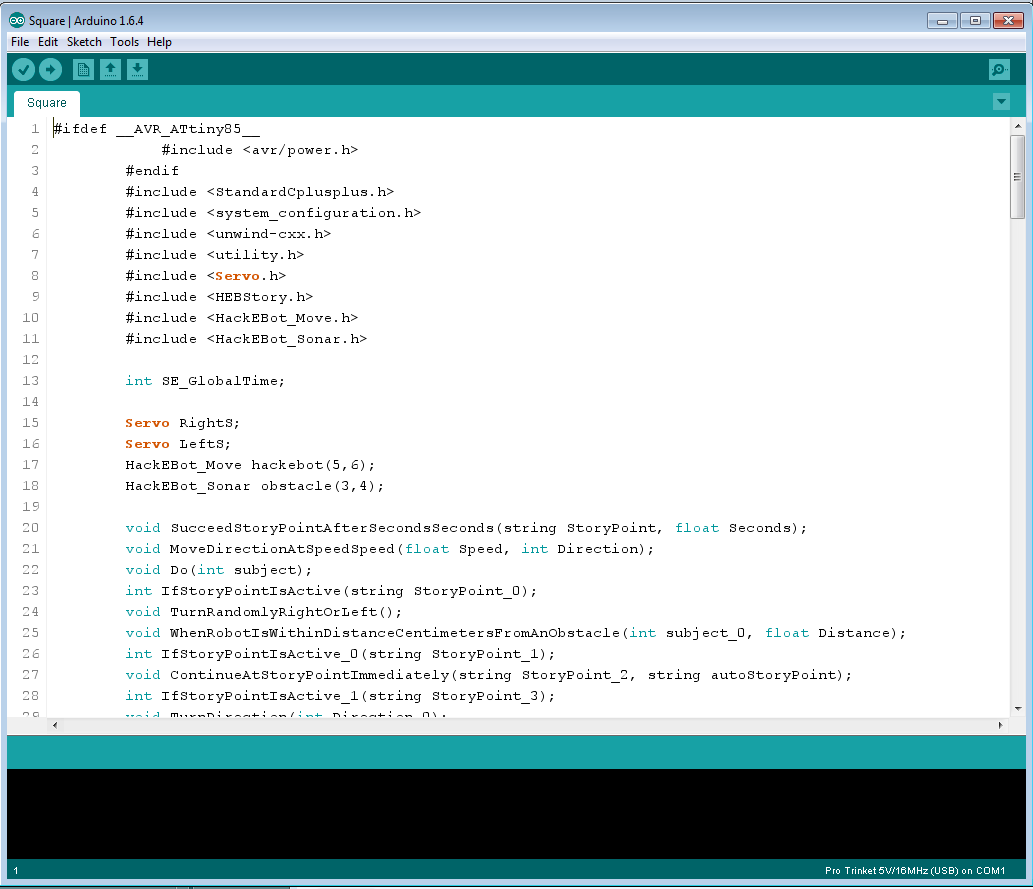 Square | Arduino 1.6.4
File Edit Sketch Tools Help
Square
1 #ifdef __AVR_ATtiny85__
2 #include <avr/power.h>
3 #endif
4 #include <StandardCplusplus.h>
5 #include <system_configuration.h>
6 #include <unwind-cxx.h>
7 #include <utility.h>
8 #include <Servo.h>
9 #include <HEBStory.h>
10 #include <HackEBot_Move.h>
11 #include <HackEBot_Sonar.h>
12
13 int SE_GlobalTime;
14
15 Servo RightS;
16 Servo LeftS;
17 HackEBot_Move hackebot(5,6);
18 HackEBot_Sonar obstacle(3,4);
19
20 void SucceedStoryPointAfterSecondsSeconds(string StoryPoint, float Seconds);
21 void MoveDirectionAtSpeedSpeed(float Speed, int Direction);
22 void Do(int subject);
23 int IfStoryPointIsActive(string StoryPoint_0);
24 void TurnRandomlyRightOrLeft();
25 void WhenRobotIsWithinDistanceCentimetersFromAnObstacle(int subject_0, float Distance);
26 int IfStoryPointIsActive_0(string StoryPoint_1);
27 void ContinueAtStoryPointImmediately(string StoryPoint_2, string autoStoryPoint);
28 int IfStoryPointIsActive_1(string StoryPoint_3);
29 void TurnDirection(int Direction_0);
1 Pro Trinket 5V/16MHz (USB) on COM1